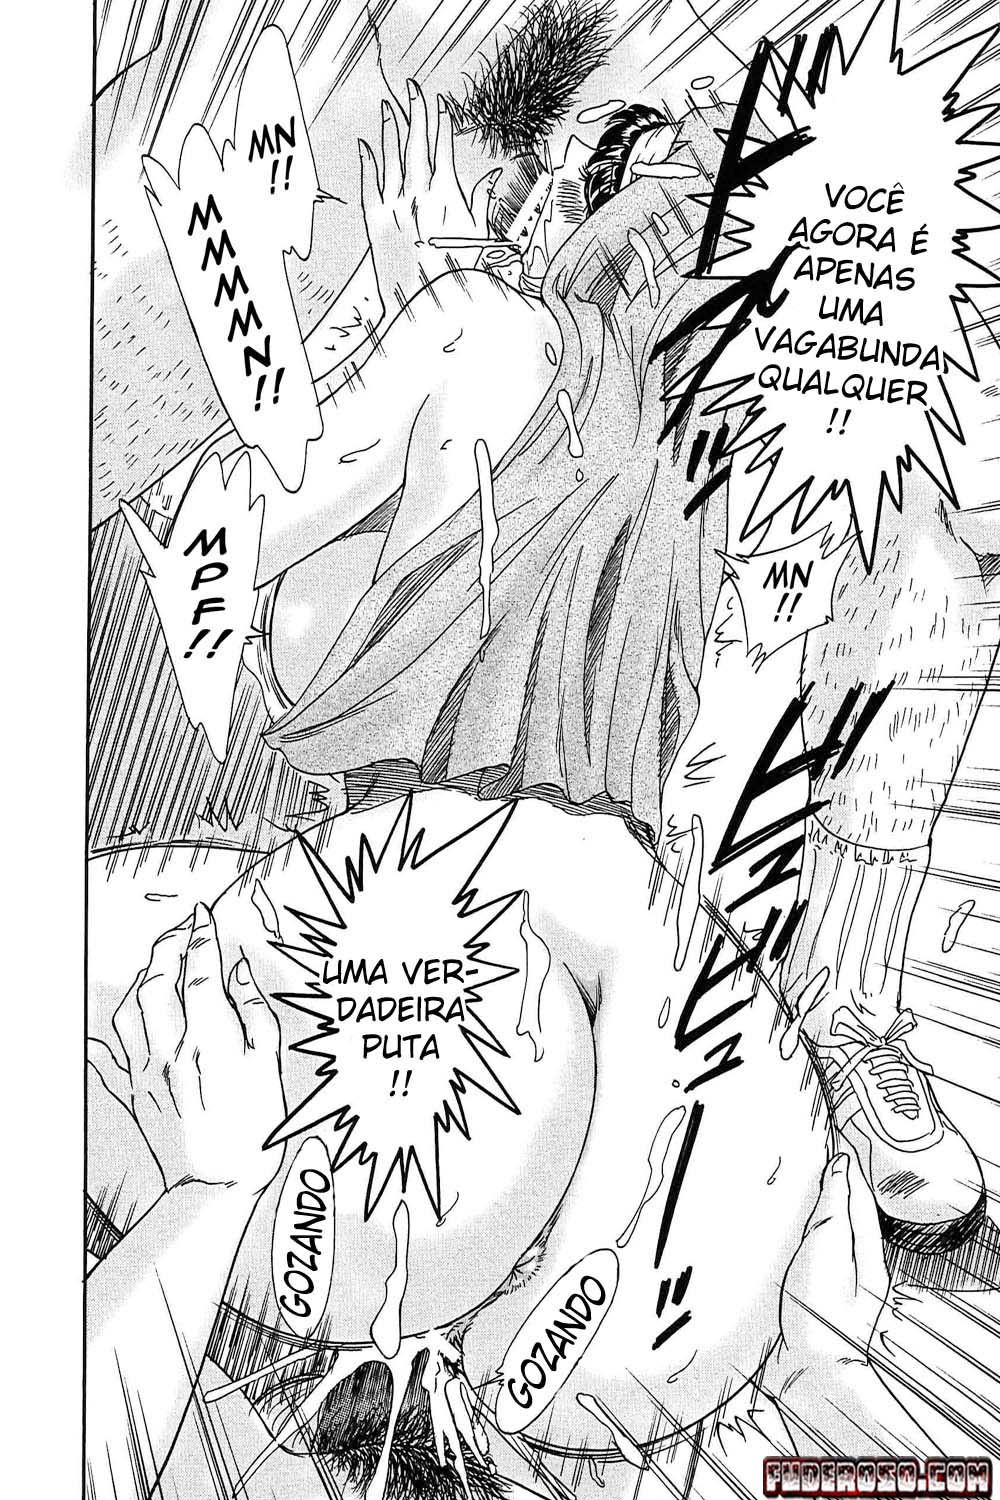 VOCÊ
AGORA É
APENAS
UMA
VAGABUNDA
QUALQUER
!!
MN
!!
MMMMN!!
MPF!!
MN
!!
UMA VER-
DADEIRA
PUTA
!!
GOZANDO
GOZANDO
FUDEROSO.COM